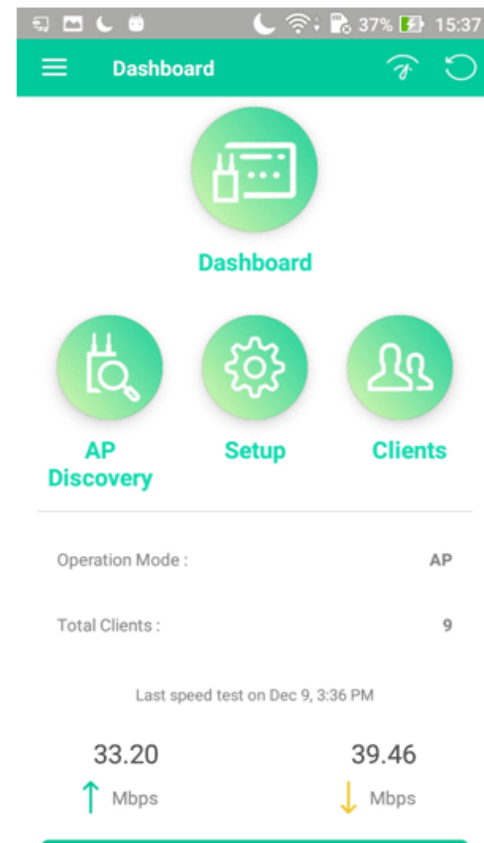 37% 15:37
Dashboard
Dashboard
AP
Discovery
Setup
Clients
Operation Mode : AP
Total Clients : 9
Last speed test on Dec 9, 3:36 PM
33.20 39.46
Mbps Mbps